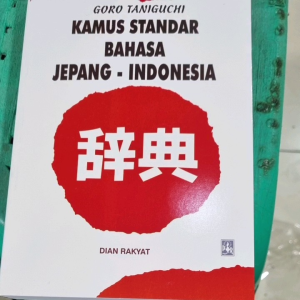 GORO TANIGUCHI
KAMUS STANDAR
BAHASA
JEPANG - INDONESIA
辞典
DIAN RAKYAT